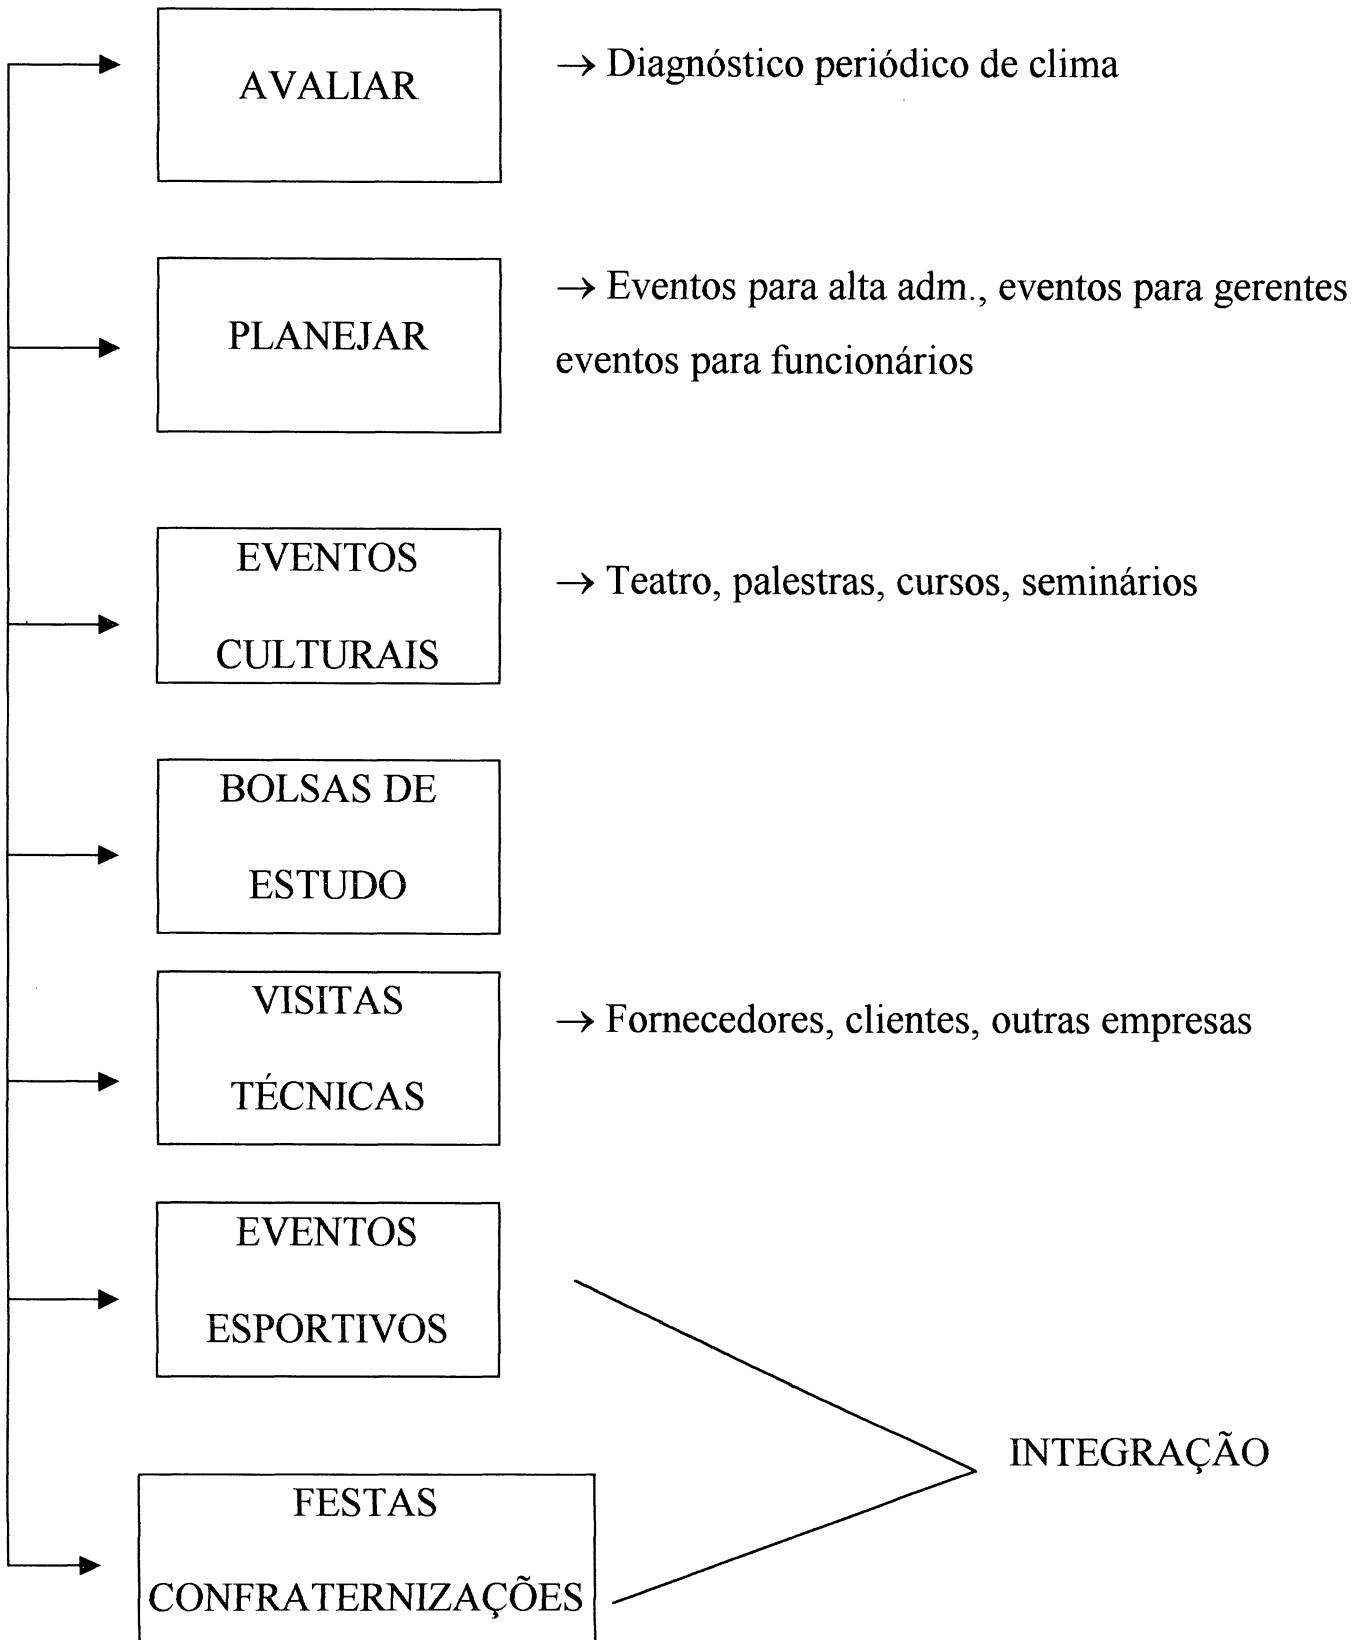 AVALIAR
→ Diagnóstico periódico de clima
PLANEJAR
→ Eventos para alta adm., eventos para gerentes
eventos para funcionários
EVENTOS
CULTURAIS
→ Teatro, palestras, cursos, seminários
BOLSAS DE
ESTUDO
VISITAS
TÉCNICAS
→ Fornecedores, clientes, outras empresas
EVENTOS
ESPORTIVOS
INTEGRAÇÃO
FESTAS
CONFRATERNIZAÇÕES